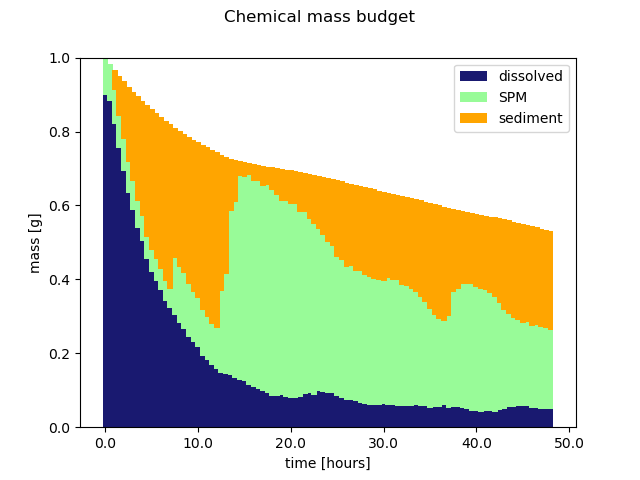 Chemical mass budget
1.0
0.8
0.6
0.4
0.2
0.0
mass [g]
dissolved
SPM
sediment
0.0 10.0 20.0 30.0 40.0 50.0
time [hours]